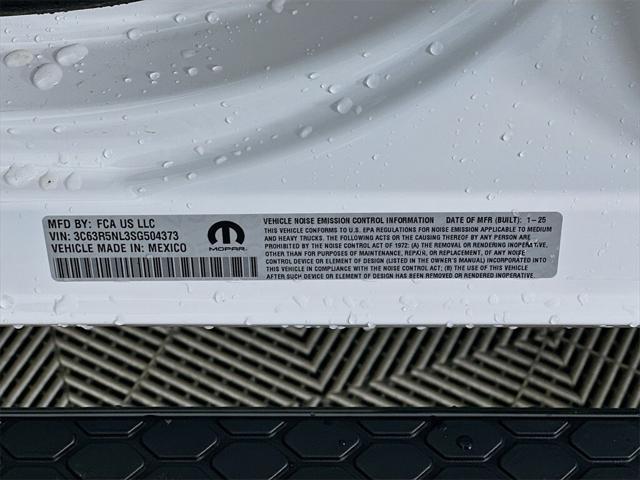 MFD BY: FCA US LLC
VIN: 3C63R5NL3SG504373
VEHICLE MADE IN: MEXICO
MOPAR
VEHICLE NOISE EMISSION CONTROL INFORMATION DATE OF MFR (BUILT): 1-25
THIS VEHICLE CONFORMS TO U.S. EPA REGULATIONS FOR NOISE EMISSION APPLICABLE TO MEDIUM
AND HEAVY TRUCKS. THE FOLLOWING ACTS OR THE CAUSING THEREOF BY ANY PERSON ARE
PROHIBITED BY THE NOISE CONTROL ACT OF 1972: (A) THE REMOVAL OR RENDERING INOPERATIVE,
OTHER THAN FOR PURPOSES OF MAINTENANCE, REPAIR, OR REPLACEMENT, OF ANY NOISE
CONTROL DEVICE OR ELEMENT OF DESIGN (LISTED IN THE OWNER'S MANUAL) INCORPORATED INTO
THIS VEHICLE IN COMPLIANCE WITH THE NOISE CONTROL ACT; (B) THE USE OF THIS VEHICLE
AFTER SUCH DEVICE OR ELEMENT OF DESIGN HAS BEEN REMOVED OR RENDERED INOPERATIVE.